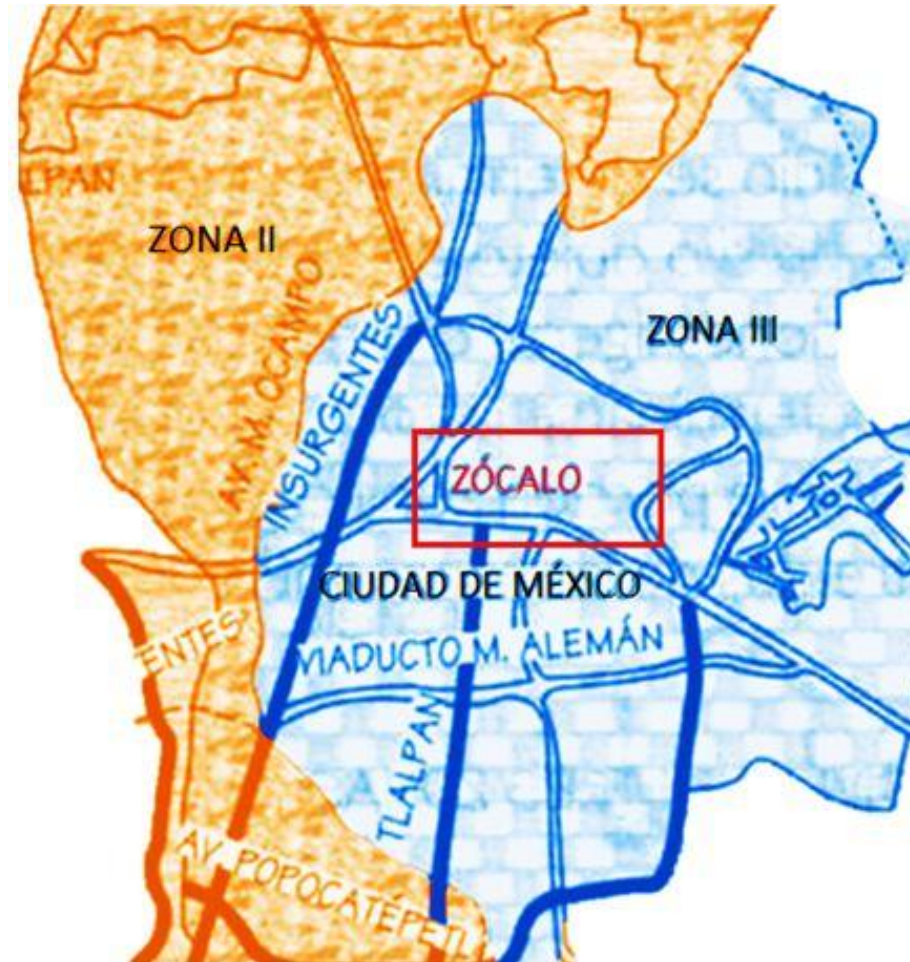 LPAN
ZONA II
AV. M. OCAMPO
INSURGENTES
ZONA III
ZÓCALO
CIUDAD DE MÉXICO
ENTES
VIADUCTO M. ALEMÁN
TLALPAN
AV. POPOCATÉPETL